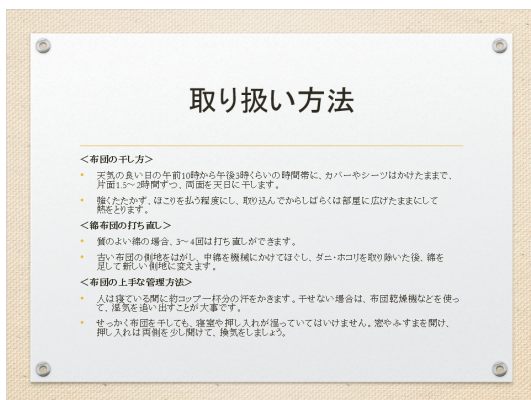 取り扱い方法
＜布団の干し方＞
• 天気の良い日の午前10時から午後3時くらいの時間帯に、カバーやシーツはかけたままで、
片面1.5～2時間ずつ、両面を天日に干します。
• 強くたたかず、ほこりを払う程度にし、取り込んでからしばらくは部屋に広げたままにして
熱をとります。
＜綿布団の打ち直し＞
• 質のよい綿の場合、3～4回は打ち直しができます。
• 古い布団の側地をはがし、中綿を機械にかけてほぐし、ダニ・ホコリを取り除いた後、綿を
足して新しい側地に変えます。
＜布団の上手な管理方法＞
• 人は寝ている間に約コップ一杯分の汗をかきます。干せない場合は、布団乾燥機などを使っ
て、湿気を追い出すことが大事です。
• せっかく布団を干しても、寝室や押し入れが湿っていてはいけません。窓やふすまを開け、
押し入れは両側を少し開けて、換気をしましょう。